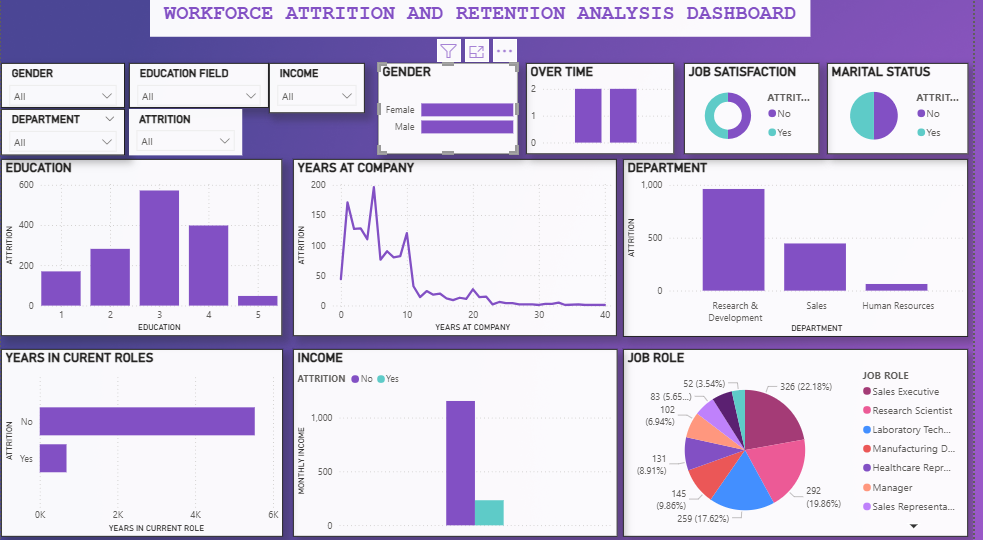 WORKFORCE ATTRITION AND RETENTION ANALYSIS DASHBOARD
GENDER
All
EDUCATION FIELD
All
INCOME
All
DEPARTMENT
All
ATTRITION
All
GENDER
Female
Male
OVER TIME
2
1
0
JOB SATISFACTION
ATTRIT...
No
Yes
MARITAL STATUS
ATTRIT...
No
Yes
EDUCATION
ATTRITION
600
400
200
0
1 2 3 4 5
EDUCATION
YEARS AT COMPANY
ATTRITION
200
150
100
50
0
0 10 20 30 40
YEARS AT COMPANY
DEPARTMENT
ATTRITION
1,000
500
0
Research &
Development
Sales
Human Resources
DEPARTMENT
YEARS IN CURENT ROLES
ATTRITION
No
Yes
0K 2K 4K 6K
YEARS IN CURRENT ROLE
INCOME
ATTRITION No Yes
MONTHLY INCOME
1,000
500
0
JOB ROLE
52 (3.54%)
326 (22.18%)
83 (5.65...)
102
(6.94%)
131
(8.91%)
145
(9.86%)
259 (17.62%)
292
(19.86%)
JOB ROLE
Sales Executive
Research Scientist
Laboratory Tech...
Manufacturing D...
Healthcare Repr...
Manager
Sales Representa...